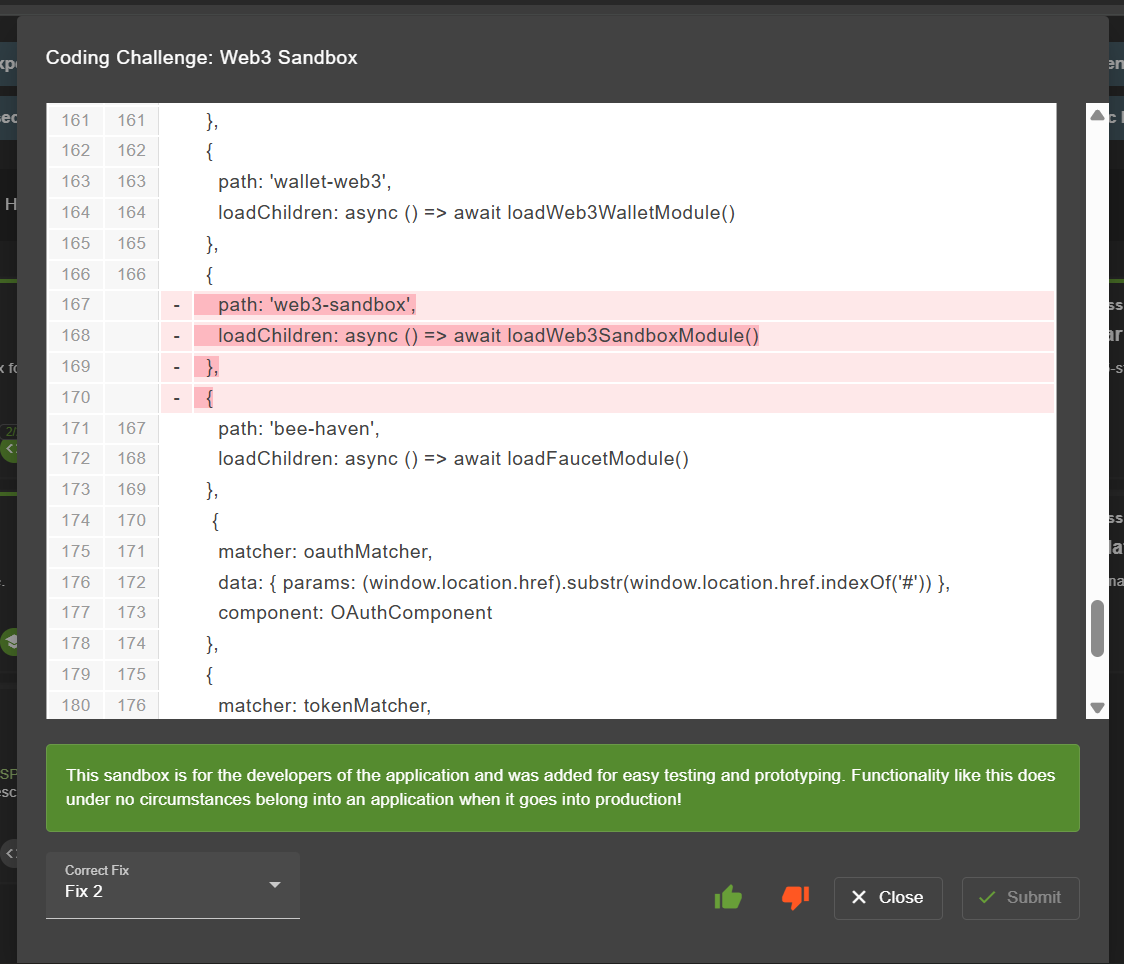 Coding Challenge: Web3 Sandbox
161 161 },
162 162 {
163 163 path: 'wallet-web3',
164 164 loadChildren: async () => await loadWeb3WalletModule()
165 165 },
166 166 {
167 - path: 'web3-sandbox',
168 - loadChildren: async () => await loadWeb3SandboxModule()
169 - },
170 - {
171 167 path: 'bee-haven',
172 168 loadChildren: async () => await loadFaucetModule()
173 169 },
174 170 {
175 171 matcher: oauthMatcher,
176 172 data: { params: (window.location.href).substr(window.location.href.indexOf('#')) },
177 173 component: OAuthComponent
178 174 },
179 175 {
180 176 matcher: tokenMatcher,
This sandbox is for the developers of the application and was added for easy testing and prototyping. Functionality like this does
under no circumstances belong into an application when it goes into production!
Correct Fix
Fix 2
Close
Submit